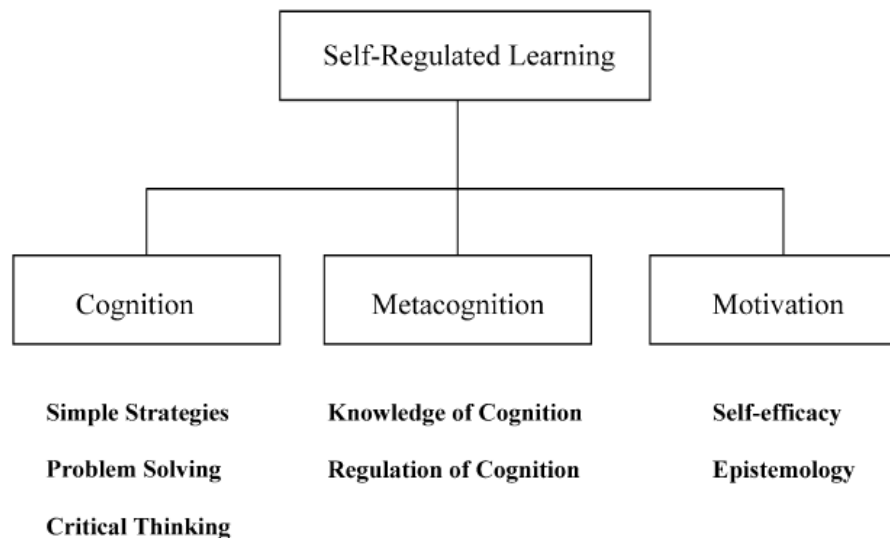 Self-Regulated Learning
Cognition
Metacognition
Motivation
Simple Strategies
Problem Solving
Critical Thinking
Knowledge of Cognition
Regulation of Cognition
Self-efficacy
Epistemology